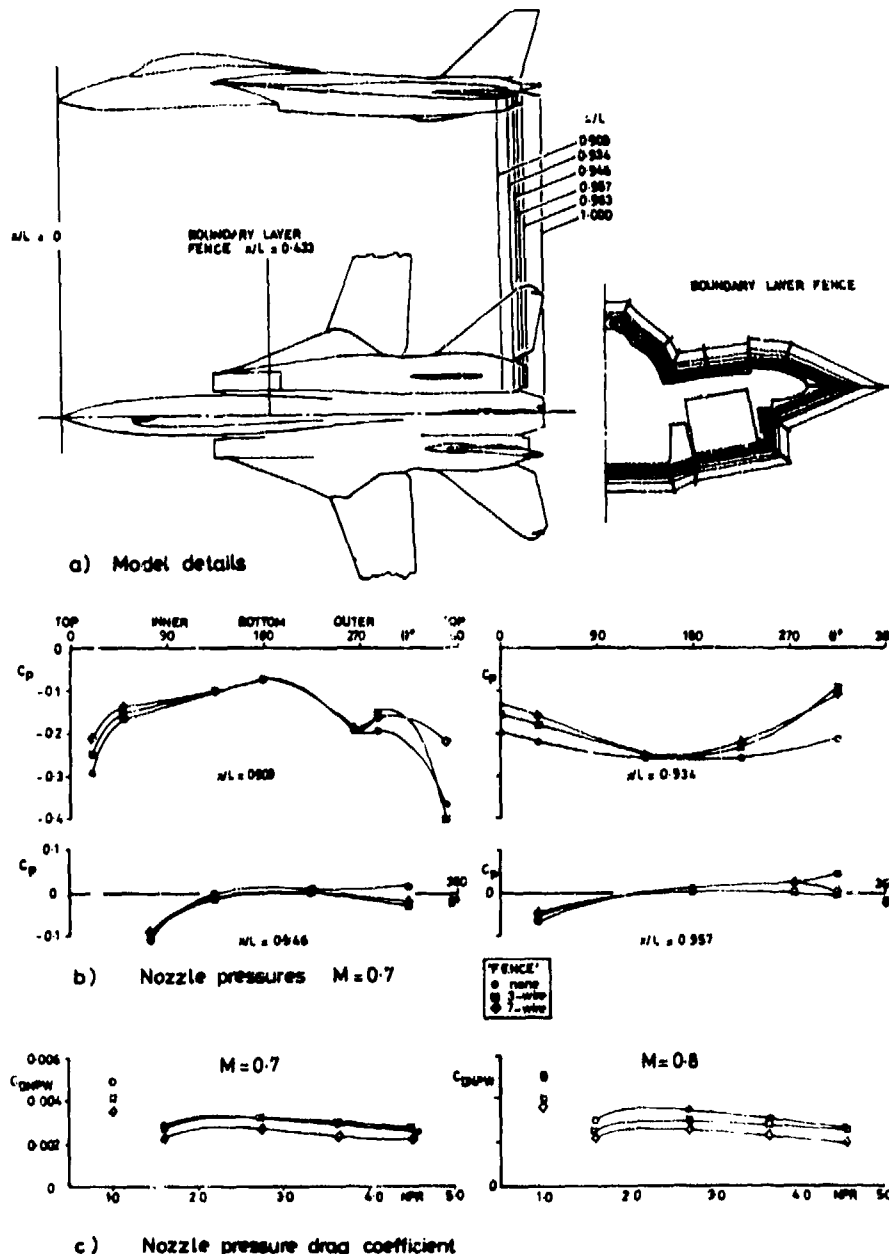 x/L
0·909
0·934
0·946
0·957
0·983
1·000
x/L = 0
BOUNDARY LAYER
FENCE x/L = 0·433
BOUNDARY LAYER FENCE
a) Model details
TOP INNER BOTTOM OUTER TOP
0 90 180 270 θ°
0 90 180 270 θ°
0
Cp
-0·1
-0·2
-0·3
-0·4
x/L = 0·909
Cp
x/L = 0·934
0·1
Cp
0
-0·1
x/L = 0·946
Cp
0
x/L = 0·957
b) Nozzle pressures M = 0·7
'FENCE'
none
3-wire
7-wire
0·006
C_DNPW
0·004
0·002
0
M = 0·7
1·0 2·0 3·0 4·0 NPR 5·0
C_DNPW
M = 0·8
1·0 2·0 3·0 4·0 NPR
c) Nozzle pressure drag coefficient